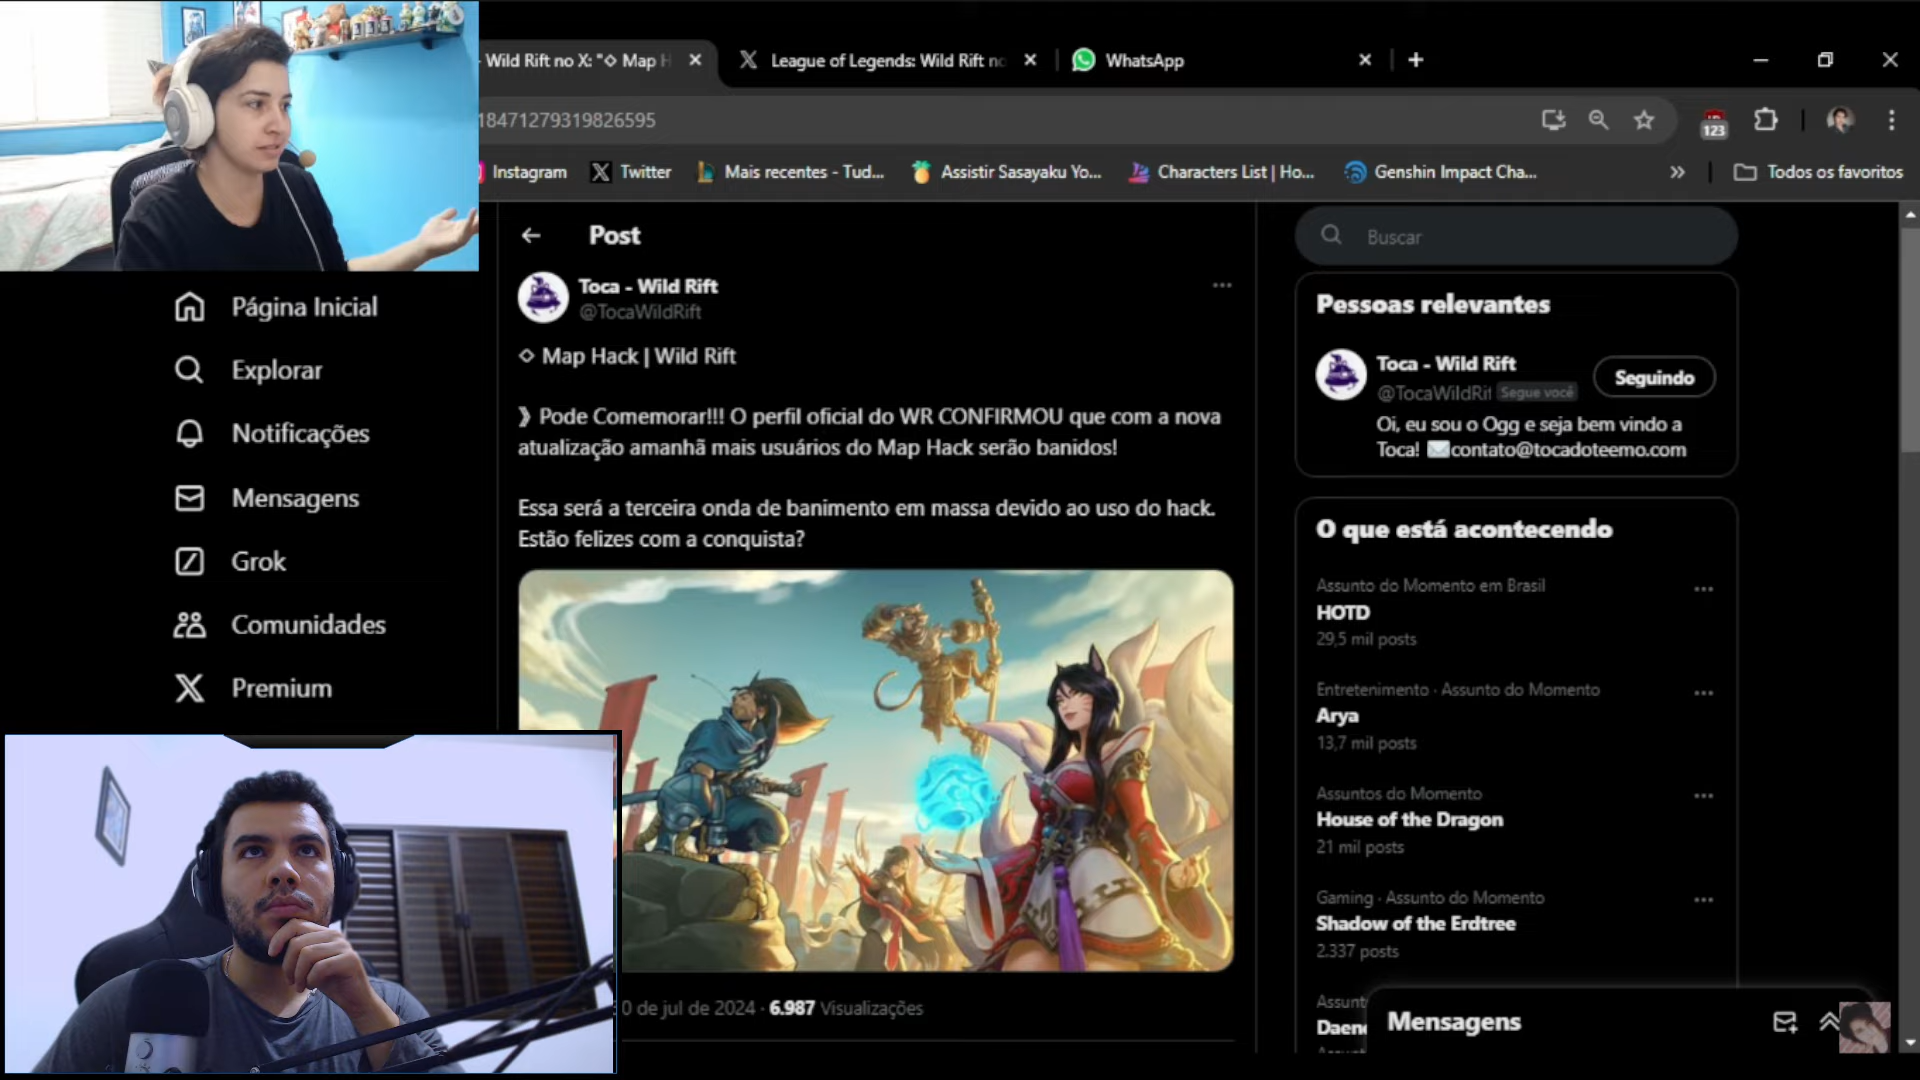 Wild Rift no X: "◇ Map H
League of Legends: Wild Rift no
WhatsApp
18471279319826595
123
Instagram
Twitter
Mais recentes - Tud...
Assistir Sasayaku Yo...
Characters List | Ho...
Genshin Impact Cha...
Todos os favoritos
Página Inicial
Explorar
Notificações
Mensagens
Grok
Comunidades
Premium
Post
Toca - Wild Rift
@TocaWildRift
◇ Map Hack | Wild Rift
》Pode Comemorar!!! O perfil oficial do WR CONFIRMOU que com a nova
atualização amanhã mais usuários do Map Hack serão banidos!
Essa será a terceira onda de banimento em massa devido ao uso do hack.
Estão felizes com a conquista?
0 de jul de 2024 · 6.987 Visualizações
Buscar
Pessoas relevantes
Toca - Wild Rift
@TocaWildRif Segue você
Seguindo
Oi, eu sou o Ogg e seja bem vindo a
Toca! ✉contato@tocadoteemo.com
O que está acontecendo
Assunto do Momento em Brasil
HOTD
29,5 mil posts
Entretenimento · Assunto do Momento
Arya
13,7 mil posts
Assuntos do Momento
House of the Dragon
21 mil posts
Gaming · Assunto do Momento
Shadow of the Erdtree
2.337 posts
Assunt
Daene
Mensagens